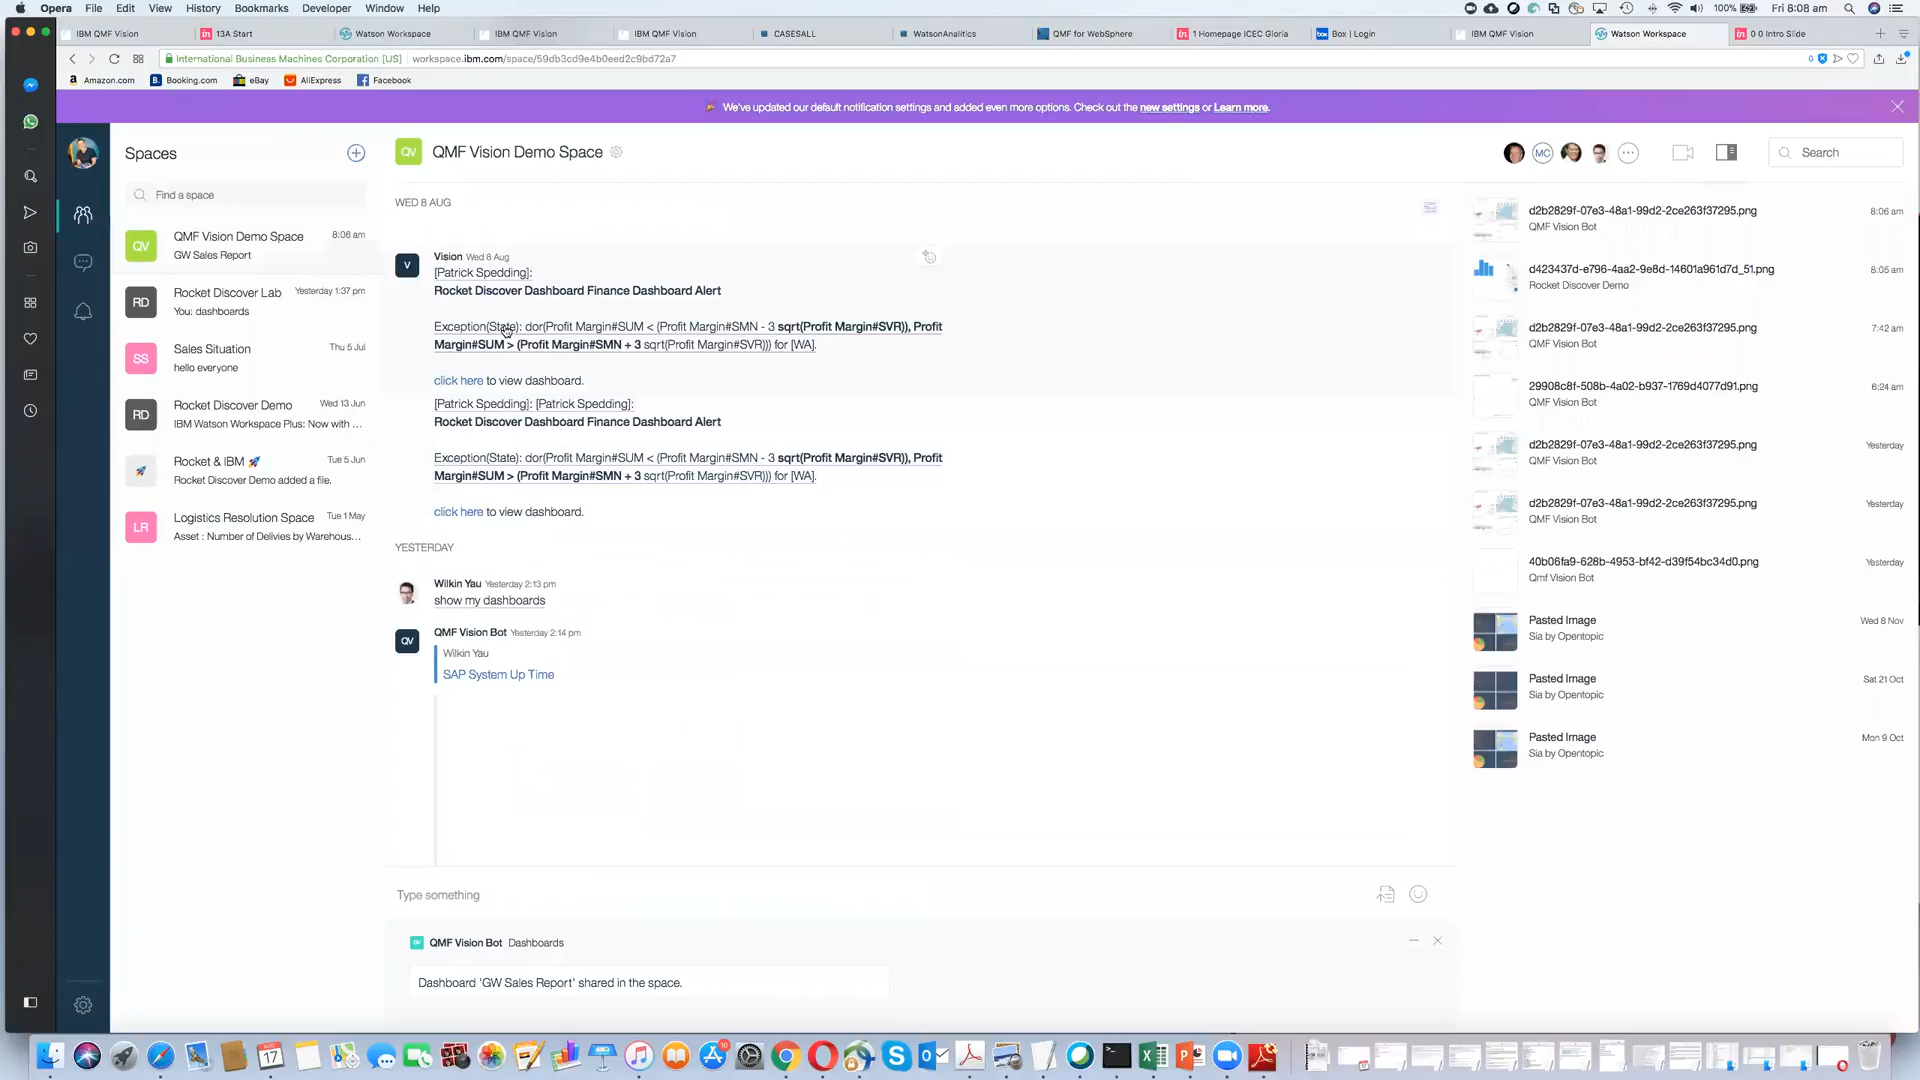 Opera File Edit View History Bookmarks Developer Window Help
100% Fri 8:08 am
IBM QMF Vision
13A Start
Watson Workspace
IBM QMF Vision
IBM QMF Vision
CASESALL
WatsonAnalitics
QMF for WebSphere
1 Homepage ICEC Gloria
Box | Login
IBM QMF Vision
Watson Workspace
0 0 Intro Slide
International Business Machines Corporation [US] workspace.ibm.com/space/59db3cd9e4b0eed2c9bd72a7
0
Amazon.com Booking.com eBay AliExpress Facebook
We've updated our default notification settings and added even more options. Check out the new settings or Learn more.
Spaces
Find a space
QV
QMF Vision Demo Space 8:06 am
GW Sales Report
RD
Rocket Discover Lab Yesterday 1:37 pm
You: dashboards
SS
Sales Situation Thu 5 Jul
hello everyone
RD
Rocket Discover Demo Wed 13 Jun
IBM Watson Workspace Plus: Now with ...
Rocket & IBM 🚀 Tue 5 Jun
Rocket Discover Demo added a file.
LR
Logistics Resolution Space Tue 1 May
Asset : Number of Delivies by Warehous...
QV QMF Vision Demo Space
MC
Search
WED 8 AUG
V
Vision Wed 8 Aug
[Patrick Spedding]:
Rocket Discover Dashboard Finance Dashboard Alert
Exception(State): dor(Profit Margin#SUM < (Profit Margin#SMN - 3 sqrt(Profit Margin#SVR)), Profit
Margin#SUM > (Profit Margin#SMN + 3 sqrt(Profit Margin#SVR))) for [WA].
click here to view dashboard.
[Patrick Spedding]: [Patrick Spedding]:
Rocket Discover Dashboard Finance Dashboard Alert
Exception(State): dor(Profit Margin#SUM < (Profit Margin#SMN - 3 sqrt(Profit Margin#SVR)), Profit
Margin#SUM > (Profit Margin#SMN + 3 sqrt(Profit Margin#SVR))) for [WA].
click here to view dashboard.
YESTERDAY
Wilkin Yau Yesterday 2:13 pm
show my dashboards
QV
QMF Vision Bot Yesterday 2:14 pm
Wilkin Yau
SAP System Up Time
Type something
QMF Vision Bot Dashboards
Dashboard 'GW Sales Report' shared in the space.
d2b2829f-07e3-48a1-99d2-2ce263f37295.png 8:06 am
QMF Vision Bot
d423437d-e796-4aa2-9e8d-14601a961d7d_51.png 8:05 am
Rocket Discover Demo
d2b2829f-07e3-48a1-99d2-2ce263f37295.png 7:42 am
QMF Vision Bot
29908c8f-508b-4a02-b937-1769d4077d91.png 6:24 am
QMF Vision Bot
d2b2829f-07e3-48a1-99d2-2ce263f37295.png Yesterday
QMF Vision Bot
d2b2829f-07e3-48a1-99d2-2ce263f37295.png Yesterday
QMF Vision Bot
40b06fa9-628b-4953-bf42-d39f54bc34d0.png Yesterday
Qmf Vision Bot
Pasted Image Wed 8 Nov
Sia by Opentopic
Pasted Image Sat 21 Oct
Sia by Opentopic
Pasted Image Mon 9 Oct
Sia by Opentopic
17